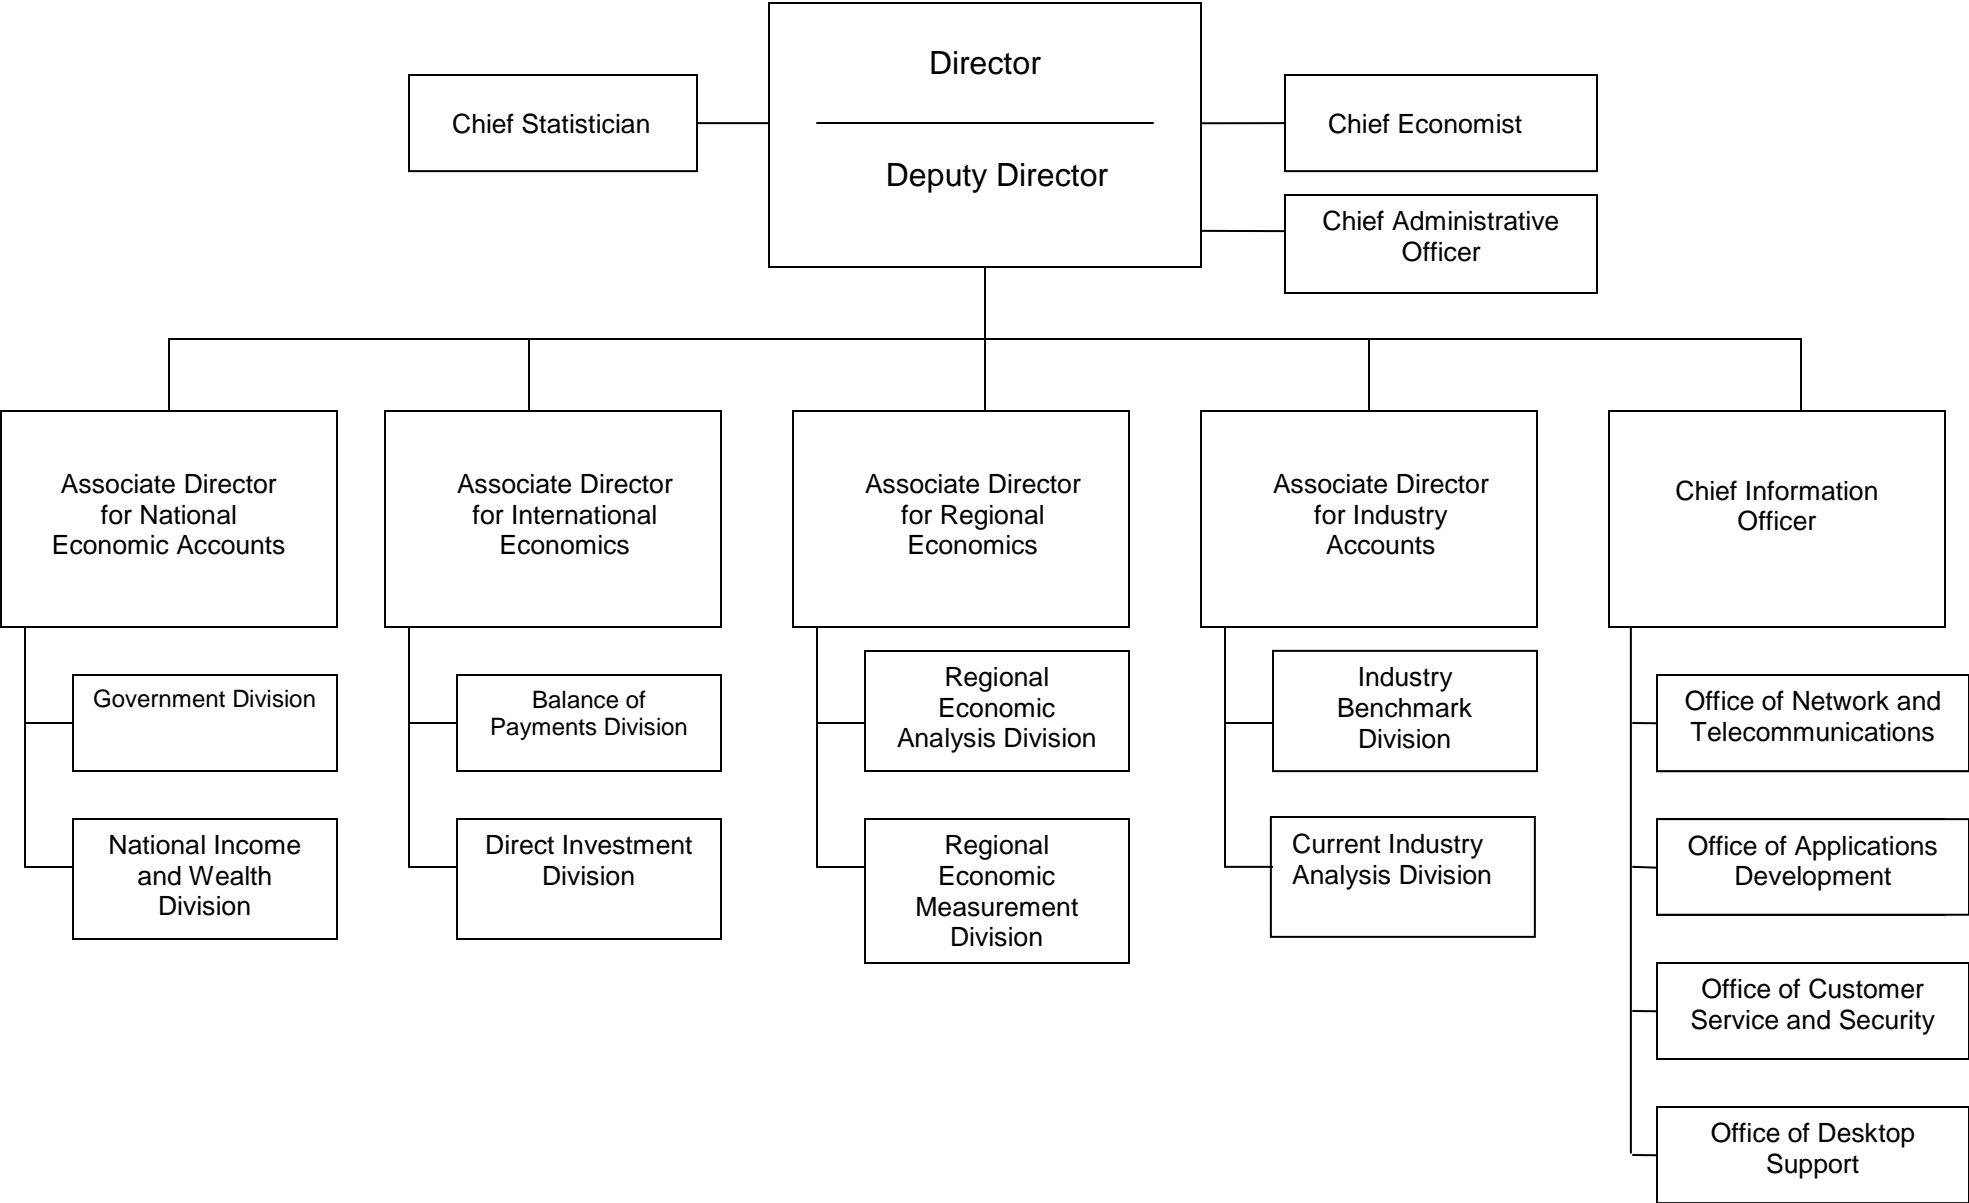 Director
Deputy Director
Chief Statistician
Chief Economist
Chief Administrative
Officer
Associate Director
for National
Economic Accounts
Associate Director
for International
Economics
Associate Director
for Regional
Economics
Associate Director
for Industry
Accounts
Chief Information
Officer
Government Division
National Income
and Wealth
Division
Balance of
Payments Division
Direct Investment
Division
Regional
Economic
Analysis Division
Regional
Economic
Measurement
Division
Industry
Benchmark
Division
Current Industry
Analysis Division
Office of Network and
Telecommunications
Office of Applications
Development
Office of Customer
Service and Security
Office of Desktop
Support